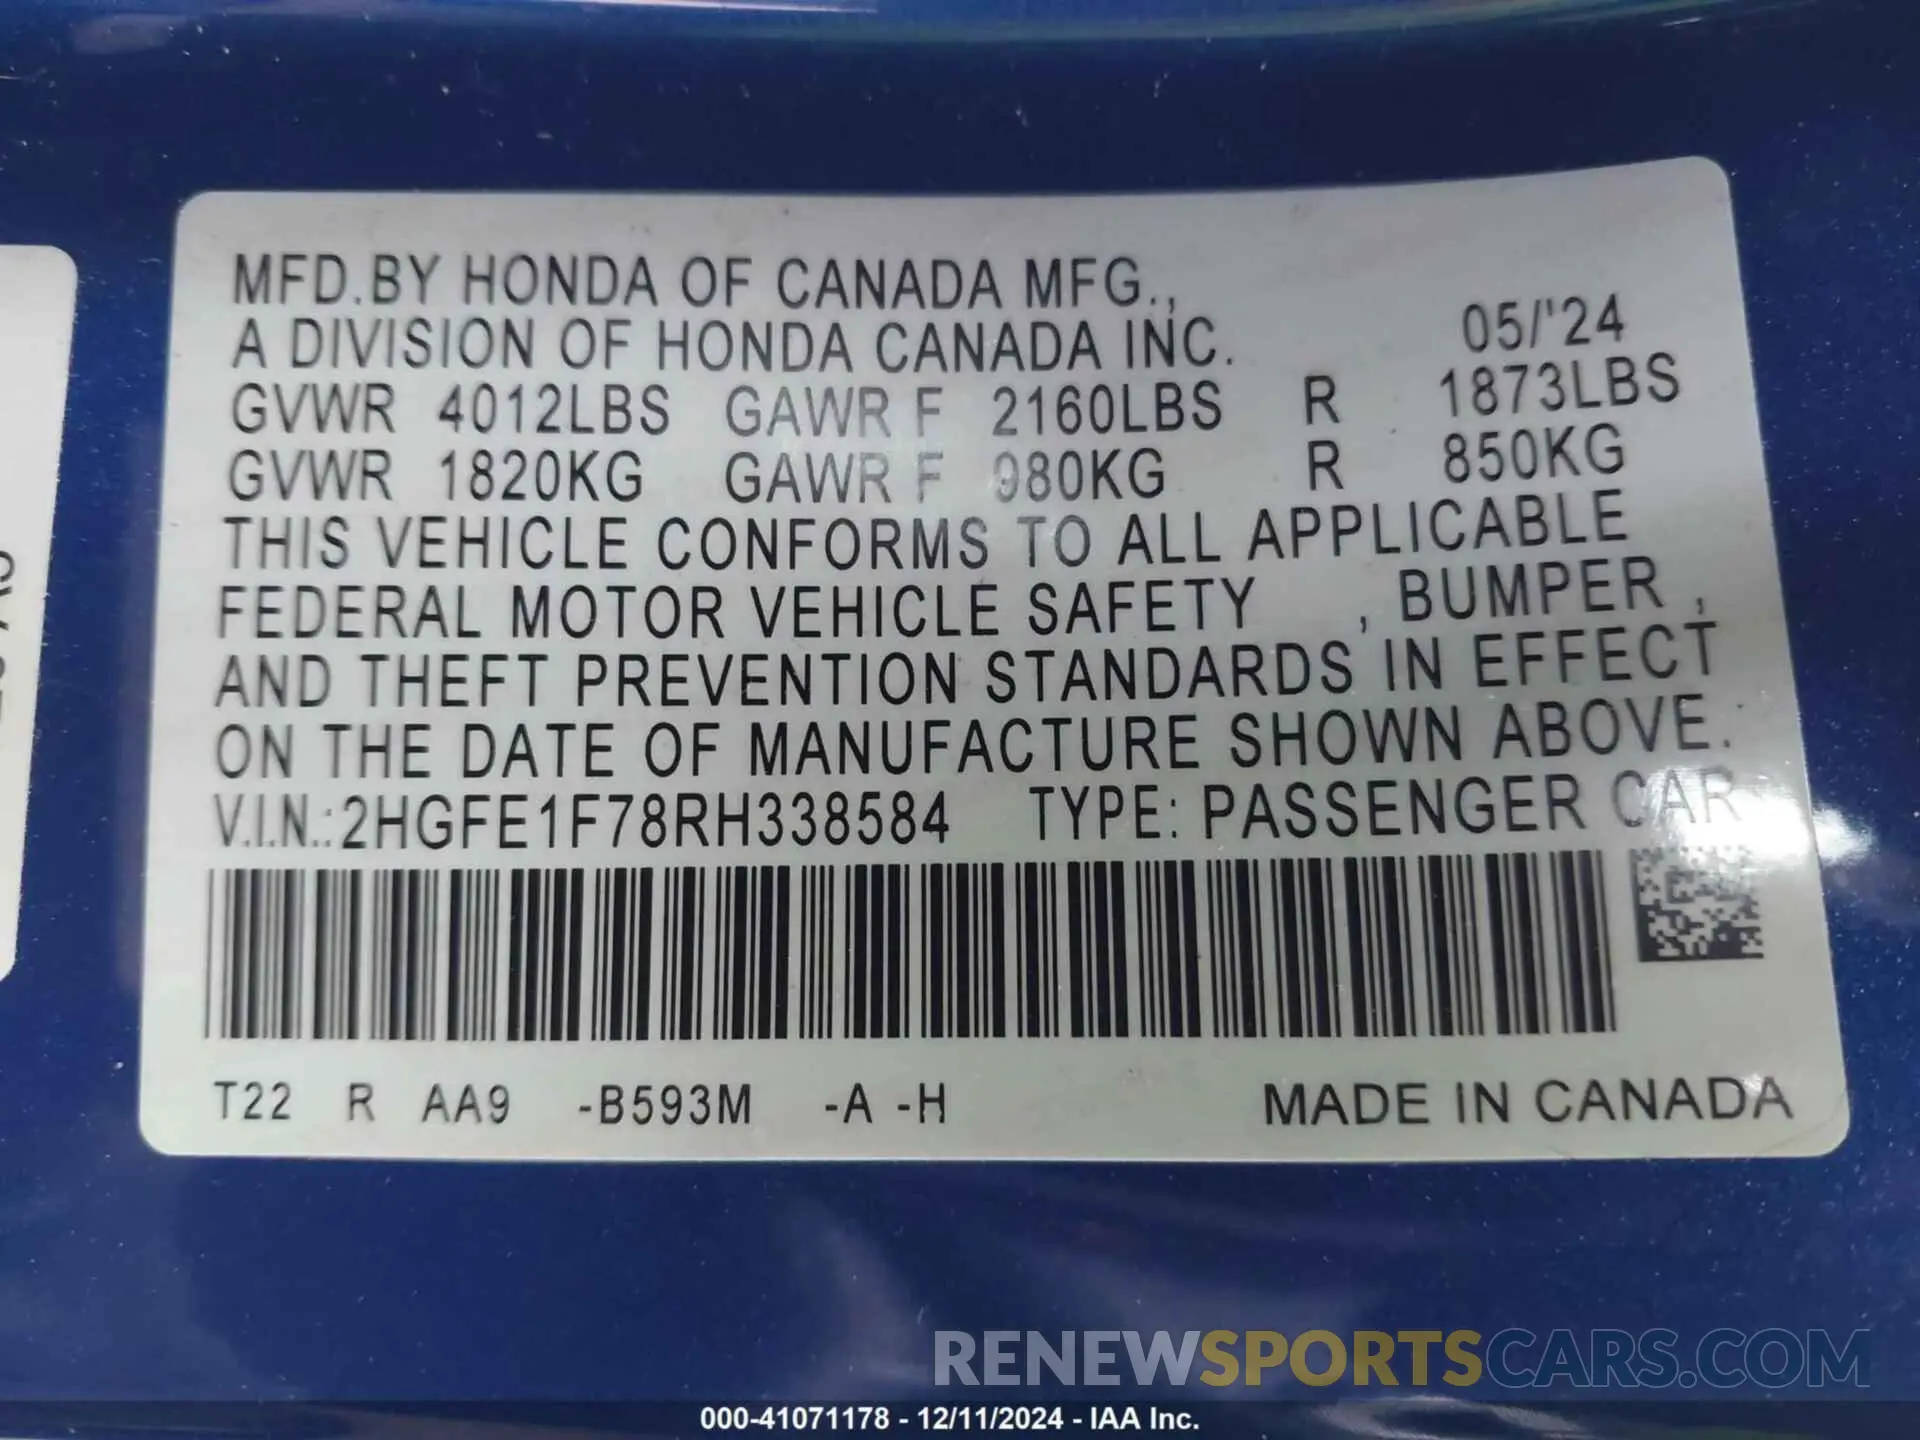 MFD.BY HONDA OF CANADA MFG.,
A DIVISION OF HONDA CANADA INC. 05/'24
GVWR 4012LBS GAWR F 2160LBS R 1873LBS
GVWR 1820KG GAWR F 980KG R 850KG
THIS VEHICLE CONFORMS TO ALL APPLICABLE
FEDERAL MOTOR VEHICLE SAFETY , BUMPER ,
AND THEFT PREVENTION STANDARDS IN EFFECT
ON THE DATE OF MANUFACTURE SHOWN ABOVE.
V.I.N.:2HGFE1F78RH338584 TYPE: PASSENGER CAR
T22 R AA9 -B593M -A -H MADE IN CANADA
RENEWSPORTSCARS.COM
000-41071178 - 12/11/2024 - IAA Inc.